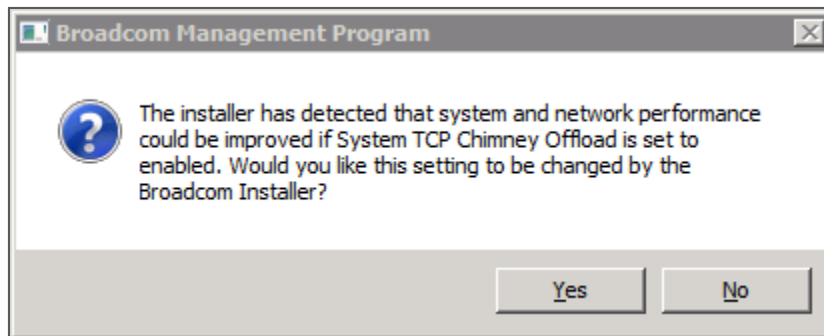 Broadcom Management Program
The installer has detected that system and network performance
could be improved if System TCP Chimney Offload is set to
enabled. Would you like this setting to be changed by the
Broadcom Installer?
Yes
No